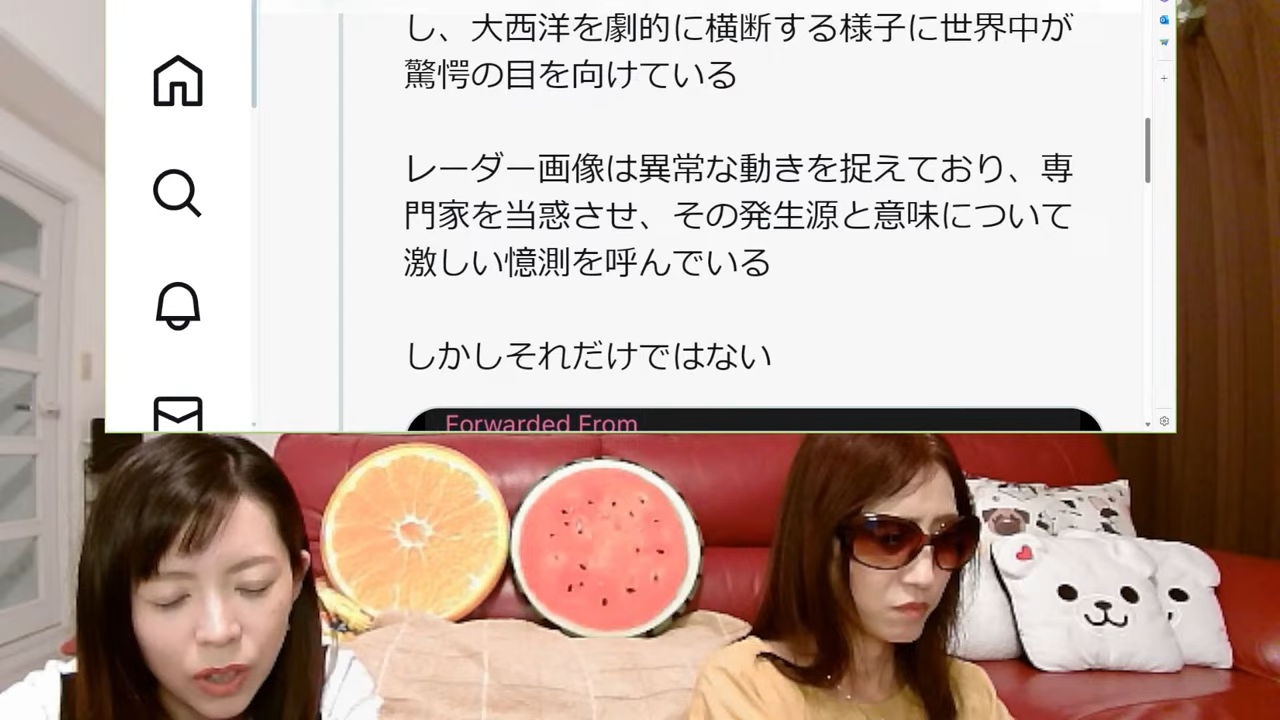 し、大西洋を劇的に横断する様子に世界中が
驚愕の目を向けている
レーダー画像は異常な動きを捉えており、専
門家を当惑させ、その発生源と意味について
激しい憶測を呼んでいる
しかしそれだけではない
Forwarded From